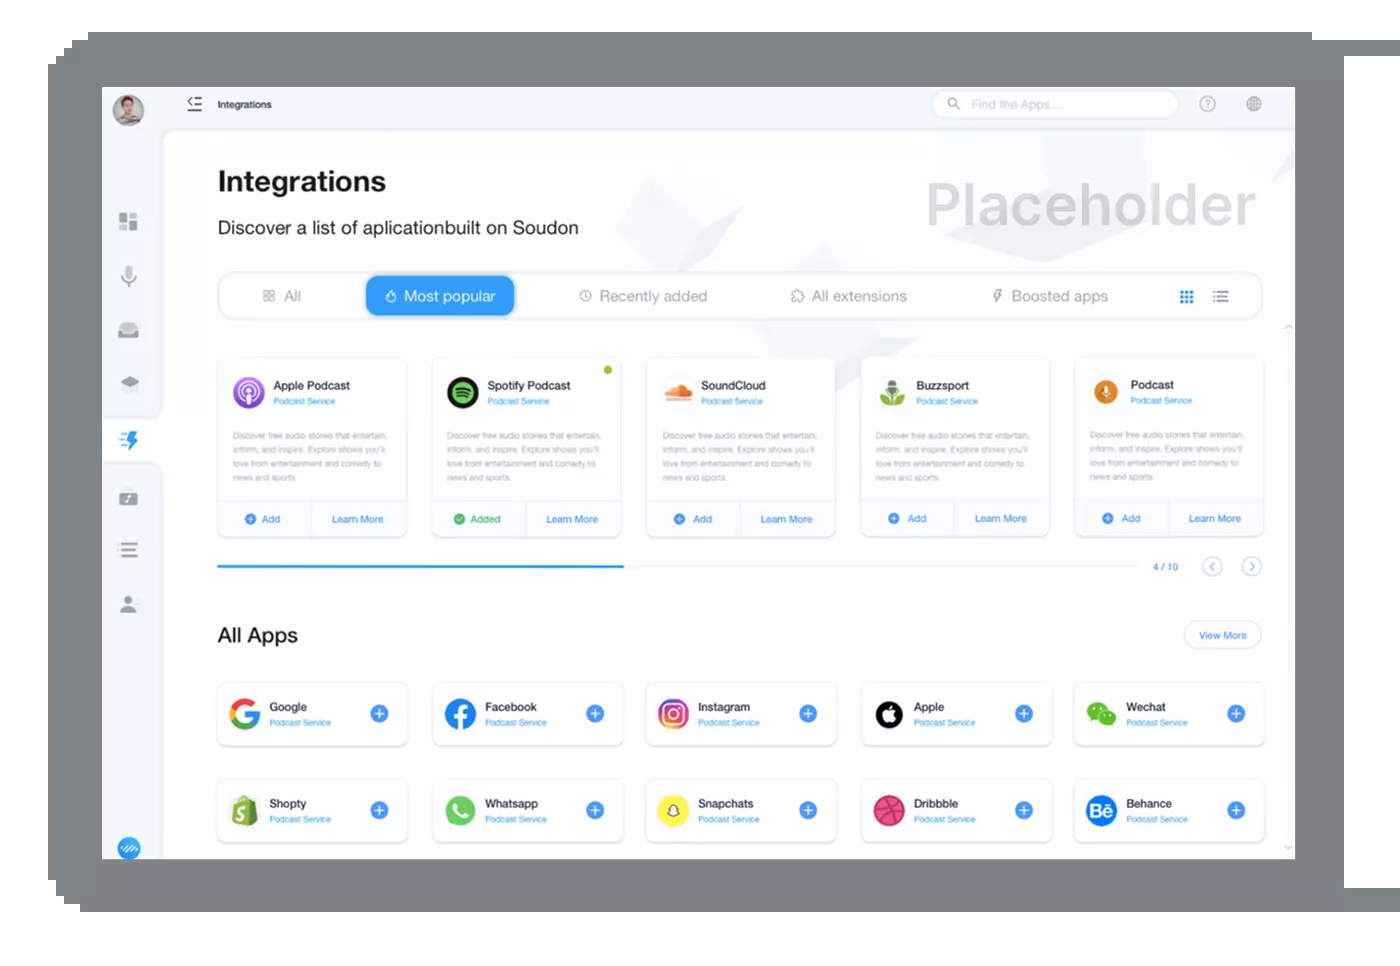 Integrations
Find the Apps...
Integrations
Discover a list of aplicationbuilt on Soudon
Placeholder
All
Most popular
Recently added
All extensions
Boosted apps
Apple Podcast
Podcast Service
Discover free audio stories that entertain,
inform, and inspire. Explore shows you'll
love from entertainment and comedy to
news and sports.
Add
Learn More
Spotify Podcast
Podcast Service
Discover free audio stories that entertain,
inform, and inspire. Explore shows you'll
love from entertainment and comedy to
news and sports.
Added
Learn More
SoundCloud
Podcast Service
Discover free audio stories that entertain,
inform, and inspire. Explore shows you'll
love from entertainment and comedy to
news and sports.
Add
Learn More
Buzzsport
Podcast Service
Discover free audio stories that entertain,
inform, and inspire. Explore shows you'll
love from entertainment and comedy to
news and sports.
Add
Learn More
Podcast
Podcast Service
Discover free audio stories that entertain,
inform, and inspire. Explore shows you'll
love from entertainment and comedy to
news and sports.
Add
Learn More
4 / 10
All Apps
View More
Google
Podcast Service
Facebook
Podcast Service
Instagram
Podcast Service
Apple
Podcast Service
Wechat
Podcast Service
Shopty
Podcast Service
Whatsapp
Podcast Service
Snapchats
Podcast Service
Dribbble
Podcast Service
Bē
Behance
Podcast Service